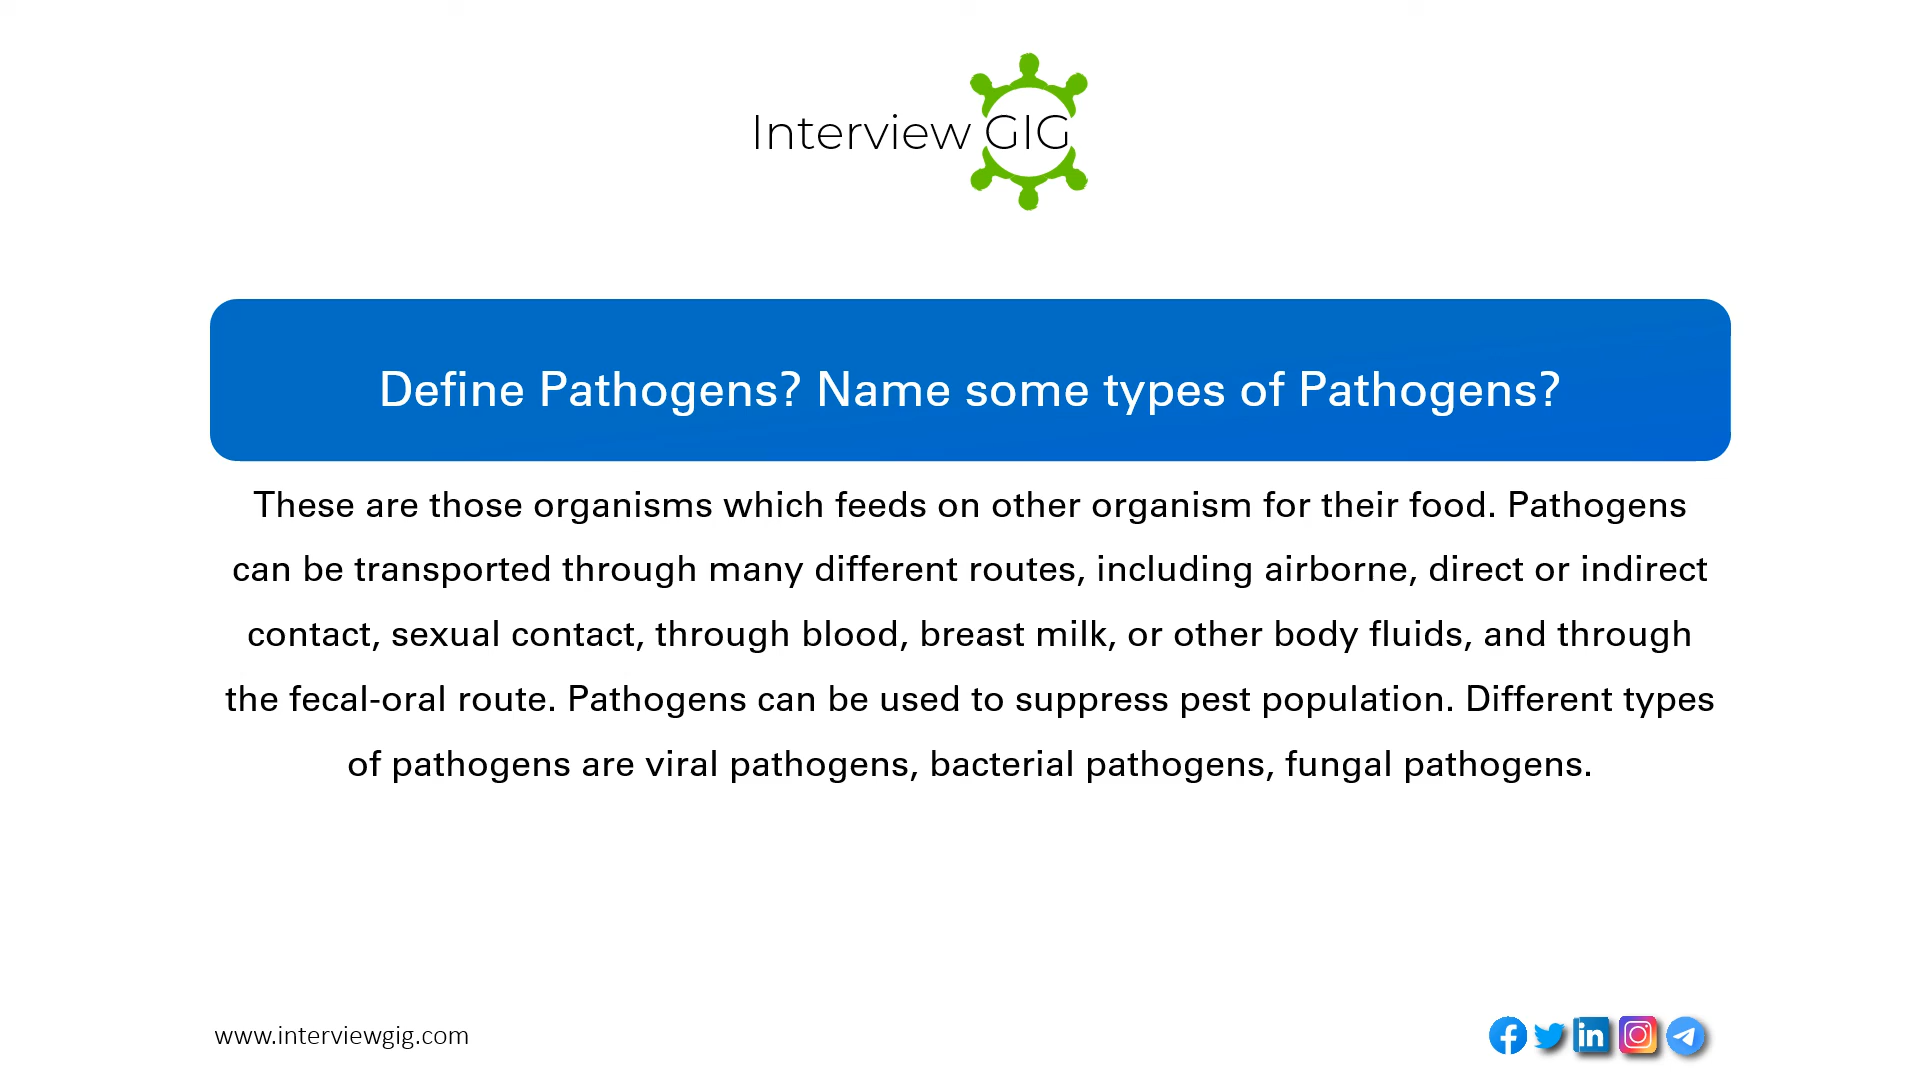 Interview GIG
Define Pathogens? Name some types of Pathogens?
These are those organisms which feeds on other organism for their food. Pathogens
can be transported through many different routes, including airborne, direct or indirect
contact, sexual contact, through blood, breast milk, or other body fluids, and through
the fecal-oral route. Pathogens can be used to suppress pest population. Different types
of pathogens are viral pathogens, bacterial pathogens, fungal pathogens.
www.interviewgig.com